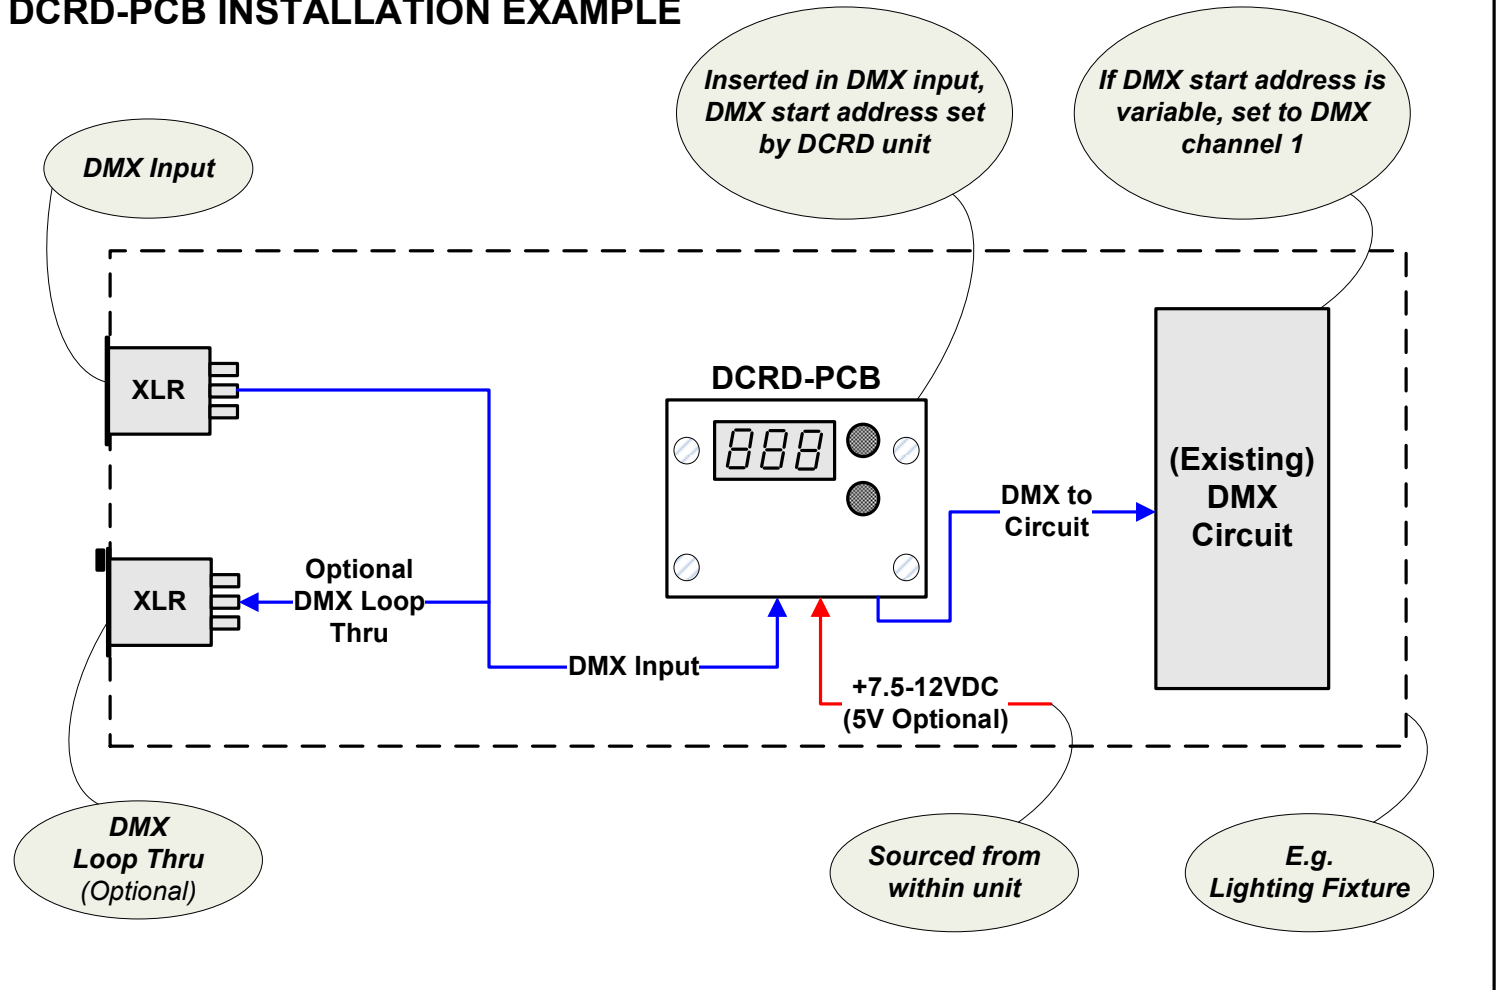 DCRD-PCB INSTALLATION EXAMPLE
Inserted in DMX input,
DMX start address set
by DCRD unit
If DMX start address is
variable, set to DMX
channel 1
DMX Input
XLR
DCRD-PCB
888
(Existing)
DMX
Circuit
DMX to
Circuit
XLR
Optional
DMX Loop
Thru
DMX Input
+7.5-12VDC
(5V Optional)
DMX
Loop Thru
(Optional)
Sourced from
within unit
E.g.
Lighting Fixture